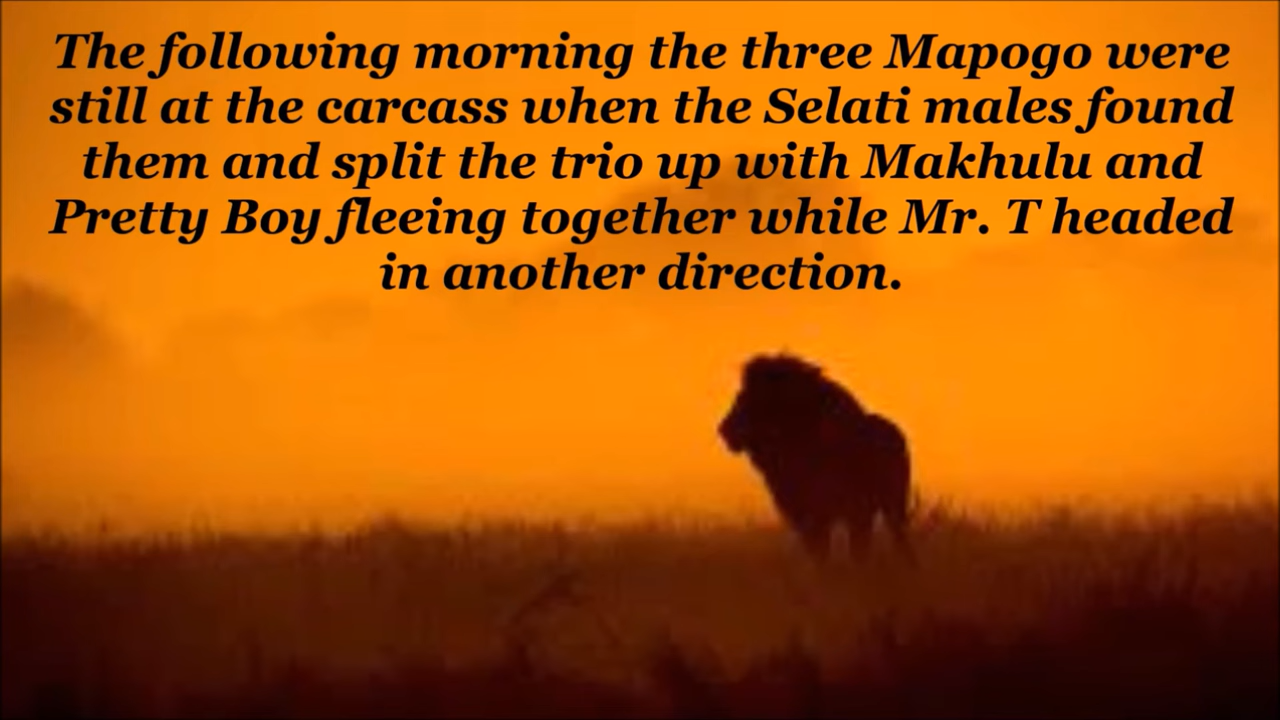 The following morning the three Mapogo were
still at the carcass when the Selati males found
them and split the trio up with Makhulu and
Pretty Boy fleeing together while Mr. T headed
in another direction.